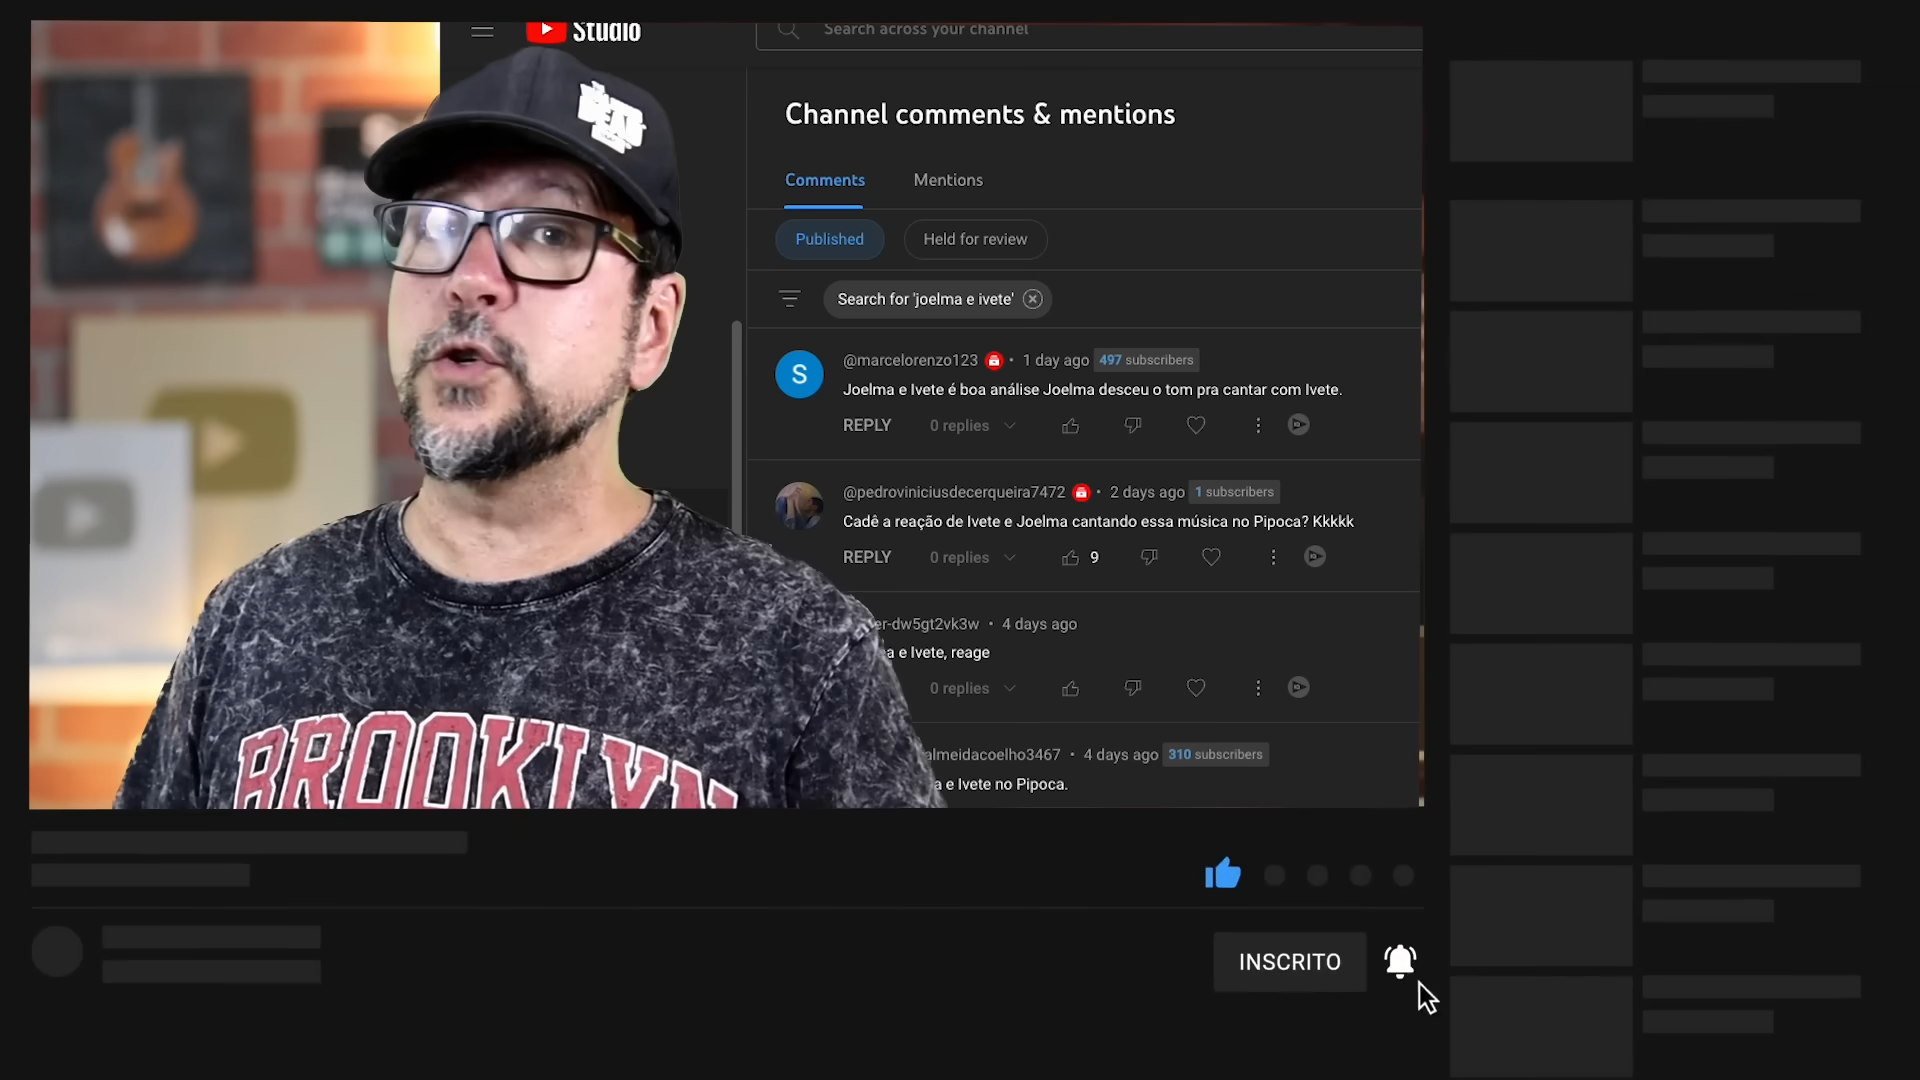 Studio
Search across your channel
Channel comments & mentions
Comments
Mentions
Published
Held for review
Search for 'joelma e ivete'
S
@marcelorenzo123 • 1 day ago 497 subscribers
Joelma e Ivete é boa análise Joelma desceu o tom pra cantar com Ivete.
REPLY 0 replies
@pedroviniciusdecerqueira7472 • 2 days ago 1 subscribers
Cadê a reação de Ivete e Joelma cantando essa música no Pipoca? Kkkkk
REPLY 0 replies 9
er-dw5gt2vk3w • 4 days ago
a e Ivete, reage
0 replies
almeidacoelho3467 • 4 days ago 310 subscribers
a e Ivete no Pipoca.
BROOKLYN
INSCRITO